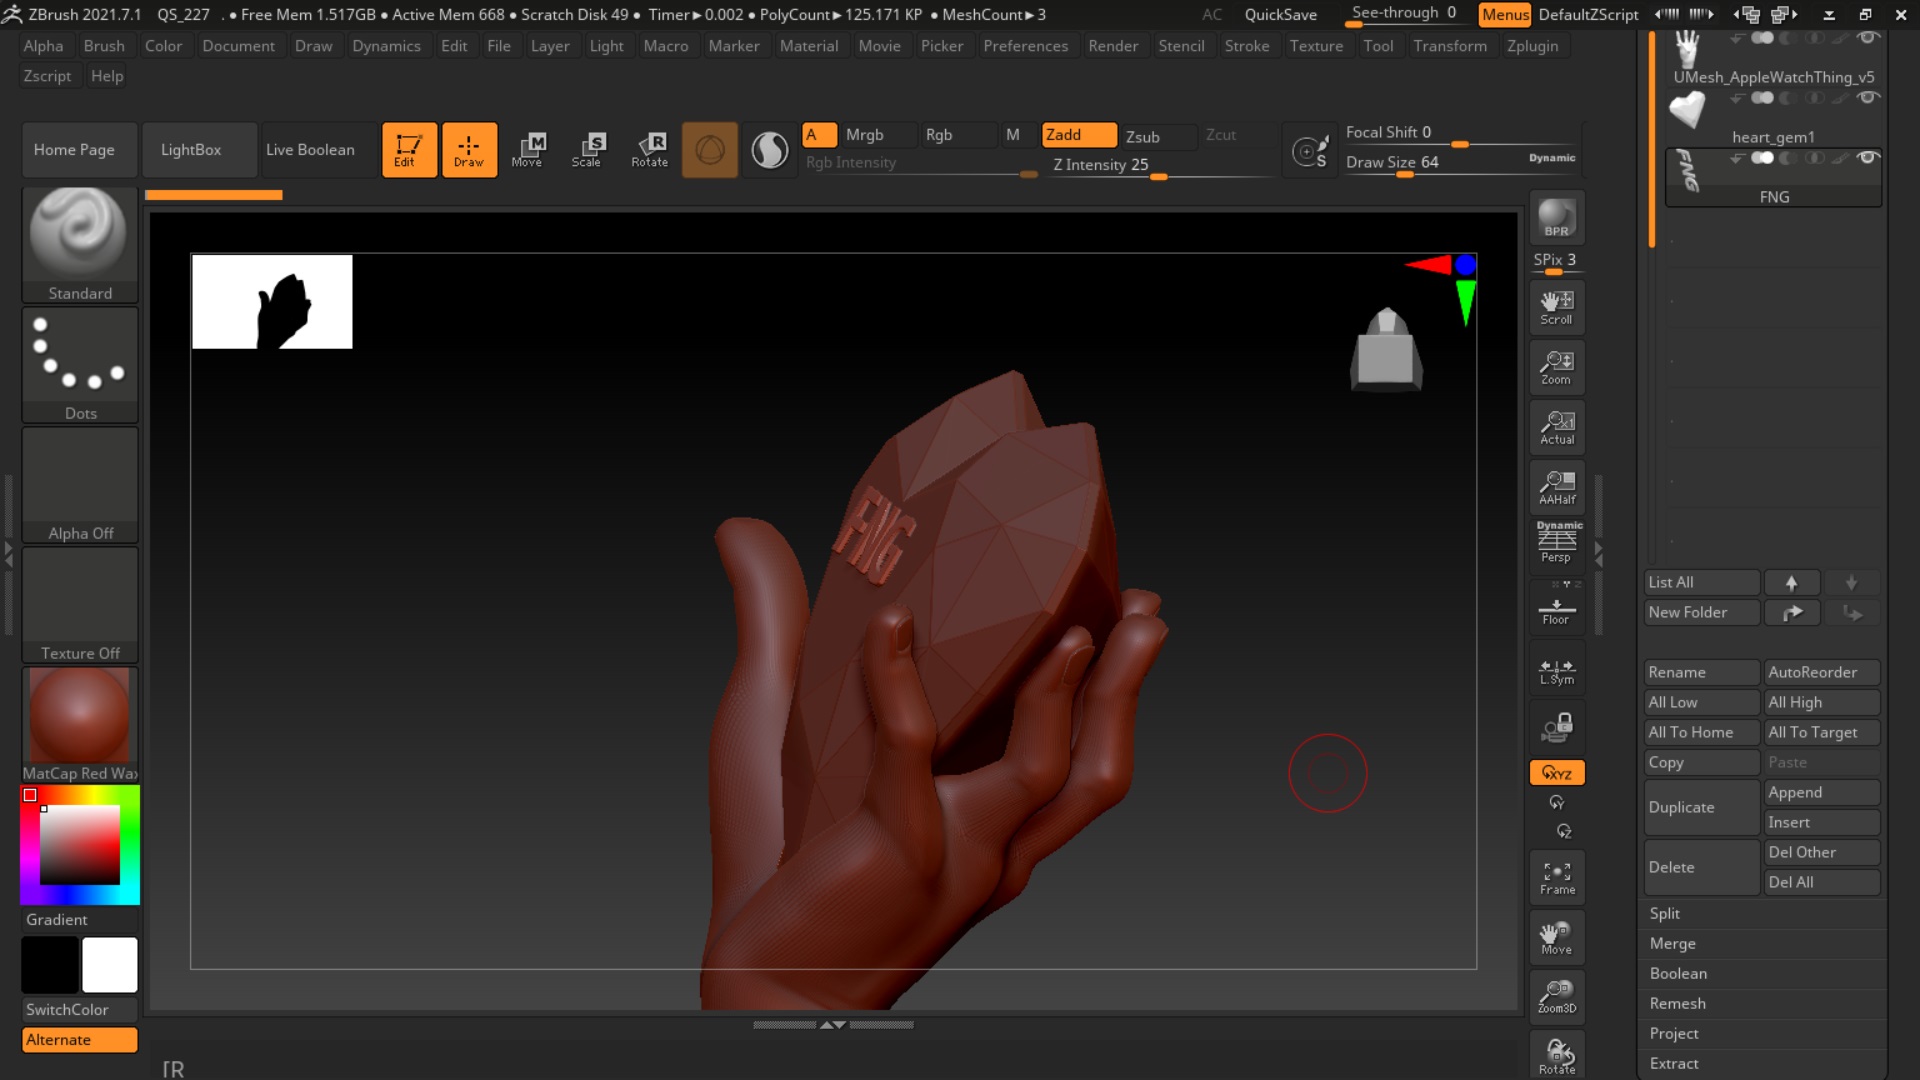 ZBrush 2021.7.1 QS_227 . • Free Mem 1.517GB • Active Mem 668 • Scratch Disk 49 • Timer►0.002 • PolyCount►125.171 KP • MeshCount►3 AC QuickSave See-through 0 Menus DefaultZScript
Alpha Brush Color Document Draw Dynamics Edit File Layer Light Macro Marker Material Movie Picker Preferences Render Stencil Stroke Texture Tool Transform Zplugin
Zscript Help
Home Page LightBox Live Boolean Edit Draw Move Scale Rotate A Mrgb Rgb M Zadd Zsub Zcut Focal Shift 0
Rgb Intensity Z Intensity 25 Draw Size 64 Dynamic
M
S
R
S
Standard
Dots
Alpha Off
Texture Off
MatCap Red Wax
Gradient
SwitchColor
Alternate
FNG
[R
BPR
SPix 3
Scroll
Zoom
Actual
AAHalf
Dynamic
Persp
Floor
L.Sym
XYZ
Y
Z
Frame
Move
Zoom3D
Rotate
UMesh_AppleWatchThing_v5
heart_gem1
FNG
FNG
List All
New Folder
Rename AutoReorder
All Low All High
All To Home All To Target
Copy Paste
Duplicate Append
Insert
Delete Del Other
Del All
Split
Merge
Boolean
Remesh
Project
Extract